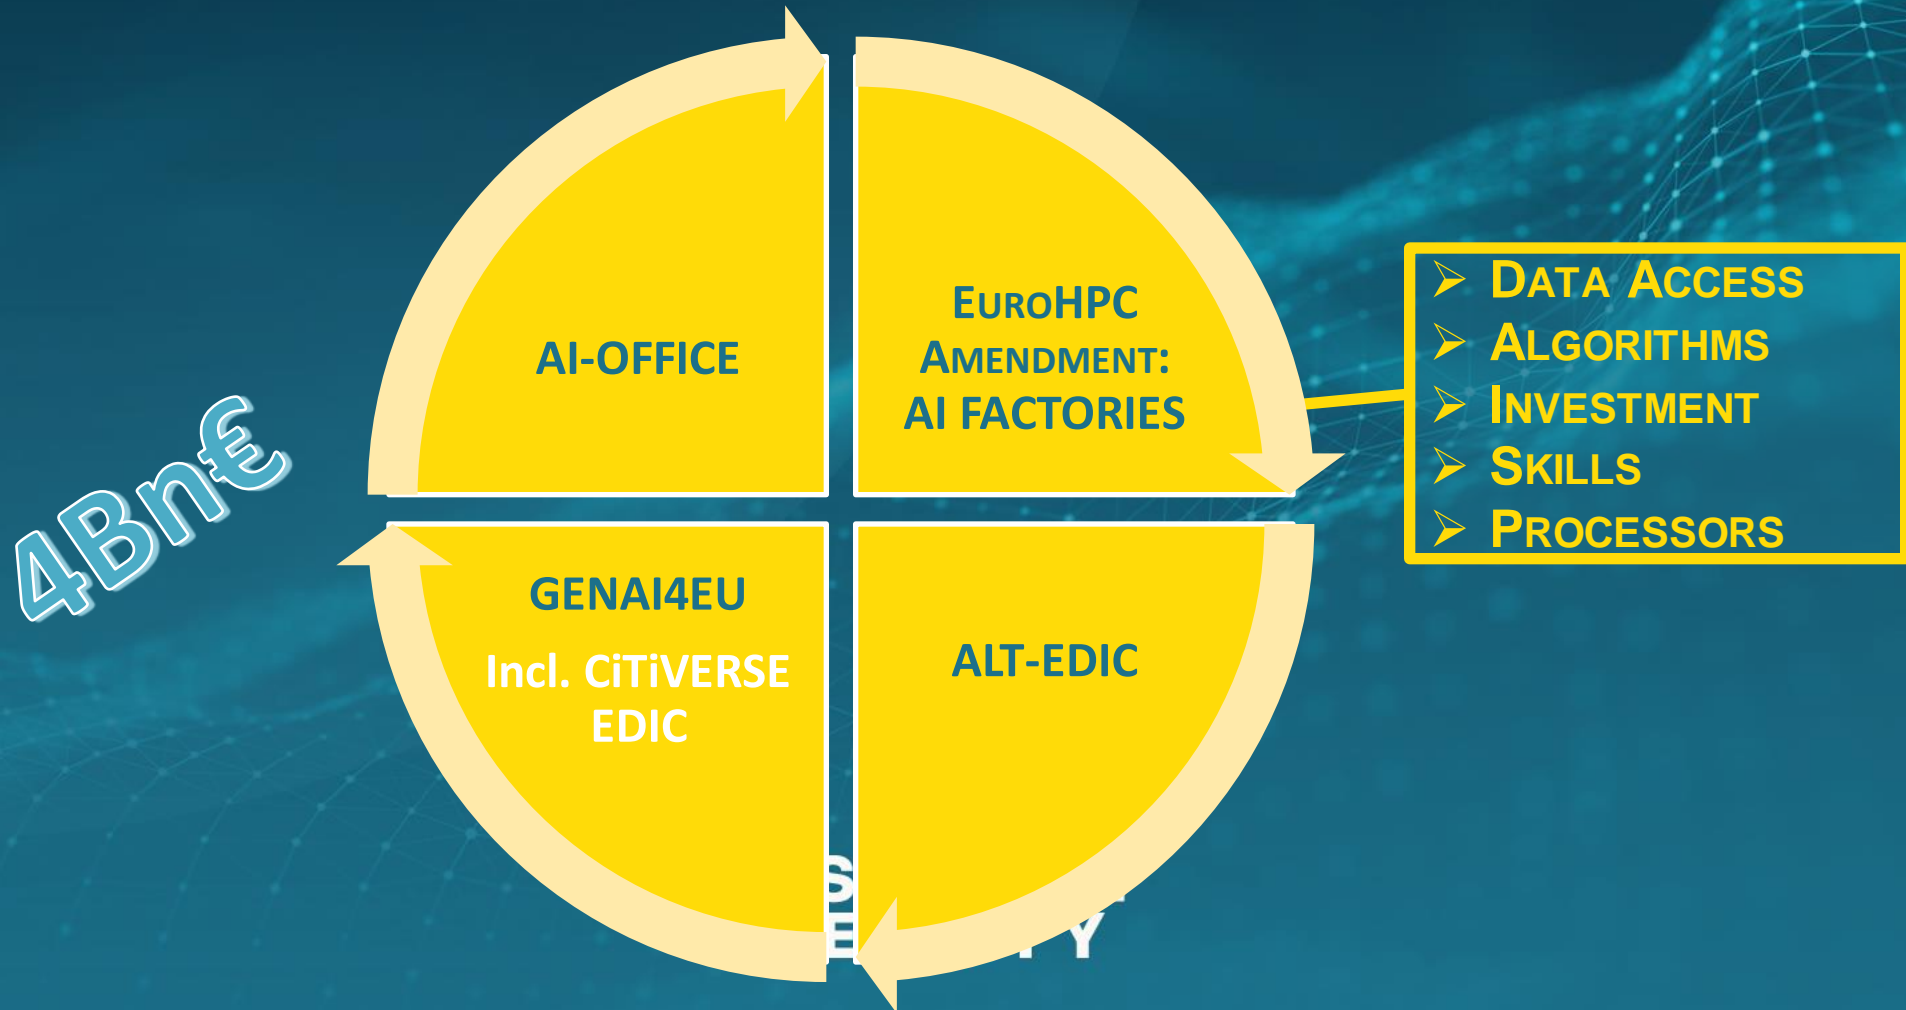 AI-OFFICE
EuroHPC
Amendment:
AI FACTORIES
Data Access
Algorithms
Investment
Skills
Processors
4Bn€
GENAI4EU
Incl. CiTiVERSE
EDIC
ALT-EDIC